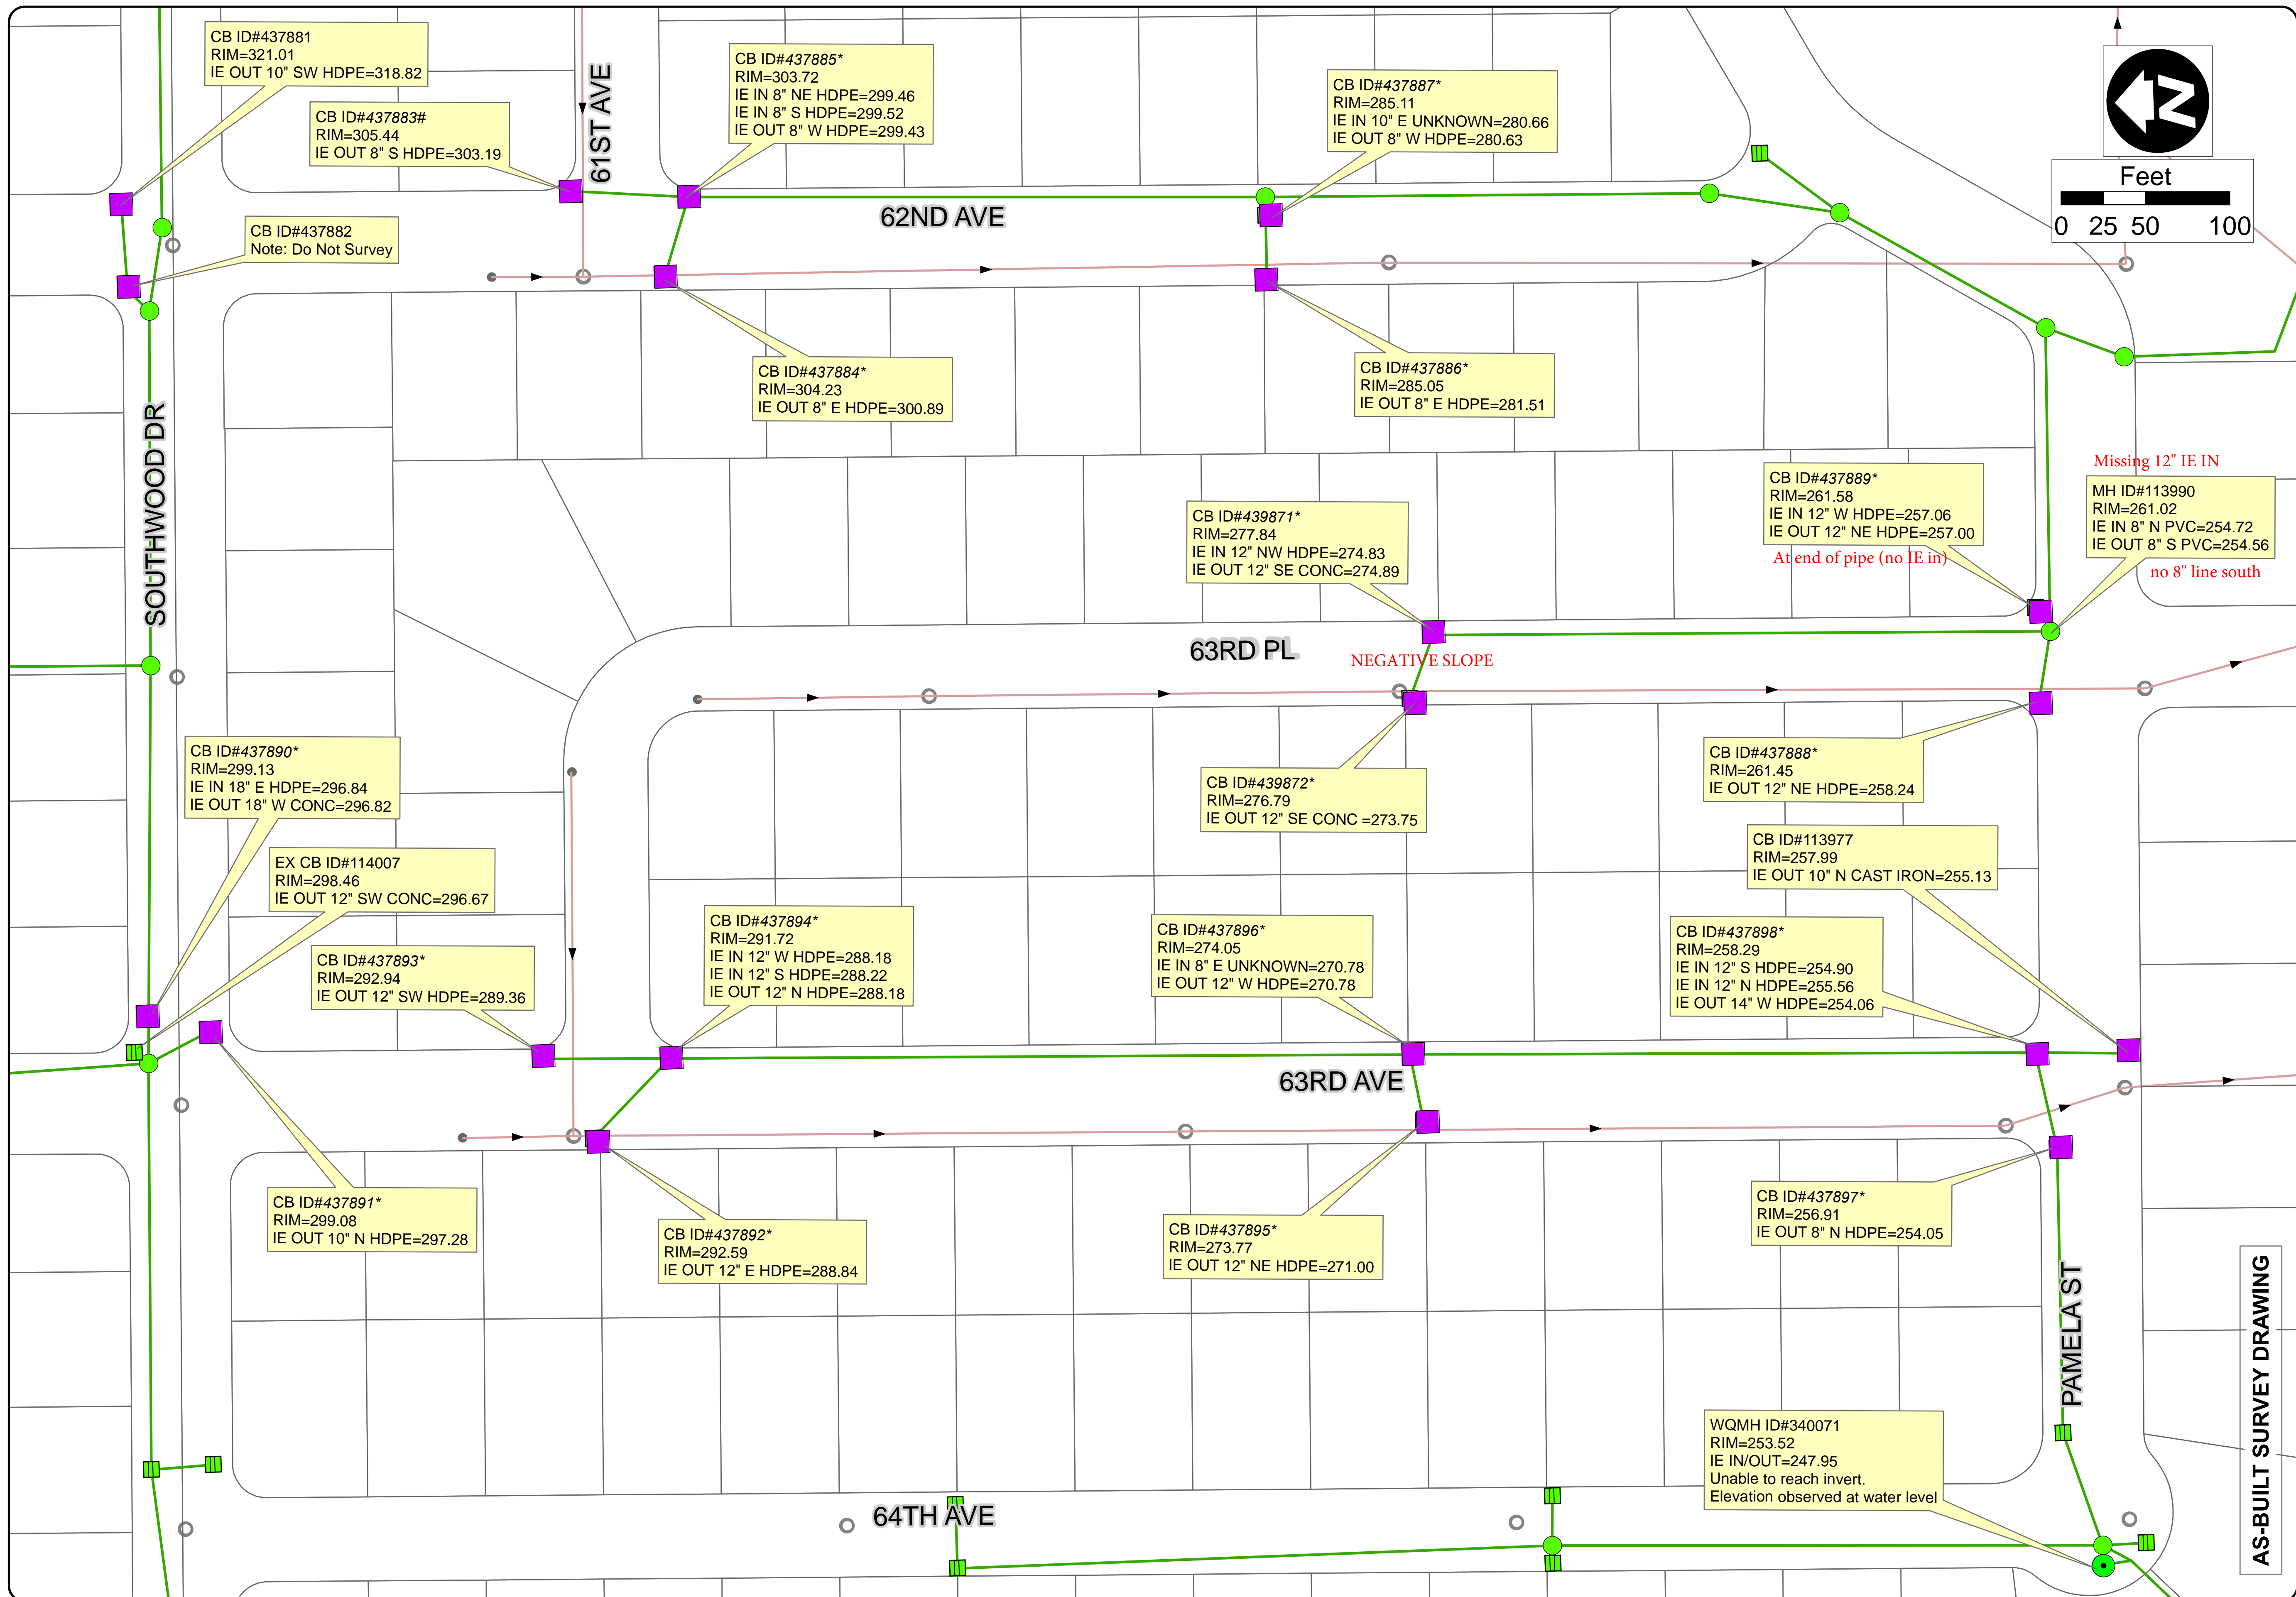 CB ID#437881
RIM=321.01
IE OUT 10" SW HDPE=318.82
CB ID#437883#
RIM=305.44
IE OUT 8" S HDPE=303.19
61ST AVE
CB ID#437885*
RIM=303.72
IE IN 8" NE HDPE=299.46
IE IN 8" S HDPE=299.52
IE OUT 8" W HDPE=299.43
CB ID#437887*
RIM=285.11
IE IN 10" E UNKNOWN=280.66
IE OUT 8" W HDPE=280.63
N
Feet
0 25 50 100
62ND AVE
CB ID#437882
Note: Do Not Survey
CB ID#437884*
RIM=304.23
IE OUT 8" E HDPE=300.89
CB ID#437886*
RIM=285.05
IE OUT 8" E HDPE=281.51
SOUTHWOOD DR
CB ID#439871*
RIM=277.84
IE IN 12" NW HDPE=274.83
IE OUT 12" SE CONC=274.89
CB ID#437889*
RIM=261.58
IE IN 12" W HDPE=257.06
IE OUT 12" NE HDPE=257.00
At end of pipe (no IE in)
Missing 12" IE IN
MH ID#113990
RIM=261.02
IE IN 8" N PVC=254.72
IE OUT 8" S PVC=254.56
no 8" line south
63RD PL
NEGATIVE SLOPE
CB ID#437890*
RIM=299.13
IE IN 18" E HDPE=296.84
IE OUT 18" W CONC=296.82
CB ID#439872*
RIM=276.79
IE OUT 12" SE CONC =273.75
CB ID#437888*
RIM=261.45
IE OUT 12" NE HDPE=258.24
EX CB ID#114007
RIM=298.46
IE OUT 12" SW CONC=296.67
CB ID#113977
RIM=257.99
IE OUT 10" N CAST IRON=255.13
CB ID#437893*
RIM=292.94
IE OUT 12" SW HDPE=289.36
CB ID#437894*
RIM=291.72
IE IN 12" W HDPE=288.18
IE IN 12" S HDPE=288.22
IE OUT 12" N HDPE=288.18
CB ID#437896*
RIM=274.05
IE IN 8" E UNKNOWN=270.78
IE OUT 12" W HDPE=270.78
CB ID#437898*
RIM=258.29
IE IN 12" S HDPE=254.90
IE IN 12" N HDPE=255.56
IE OUT 14" W HDPE=254.06
63RD AVE
CB ID#437891*
RIM=299.08
IE OUT 10" N HDPE=297.28
CB ID#437892*
RIM=292.59
IE OUT 12" E HDPE=288.84
CB ID#437895*
RIM=273.77
IE OUT 12" NE HDPE=271.00
CB ID#437897*
RIM=256.91
IE OUT 8" N HDPE=254.05
PAMELA ST
WQMH ID#340071
RIM=253.52
IE IN/OUT=247.95
Unable to reach invert.
Elevation observed at water level
64TH AVE
AS-BUILT SURVEY DRAWING